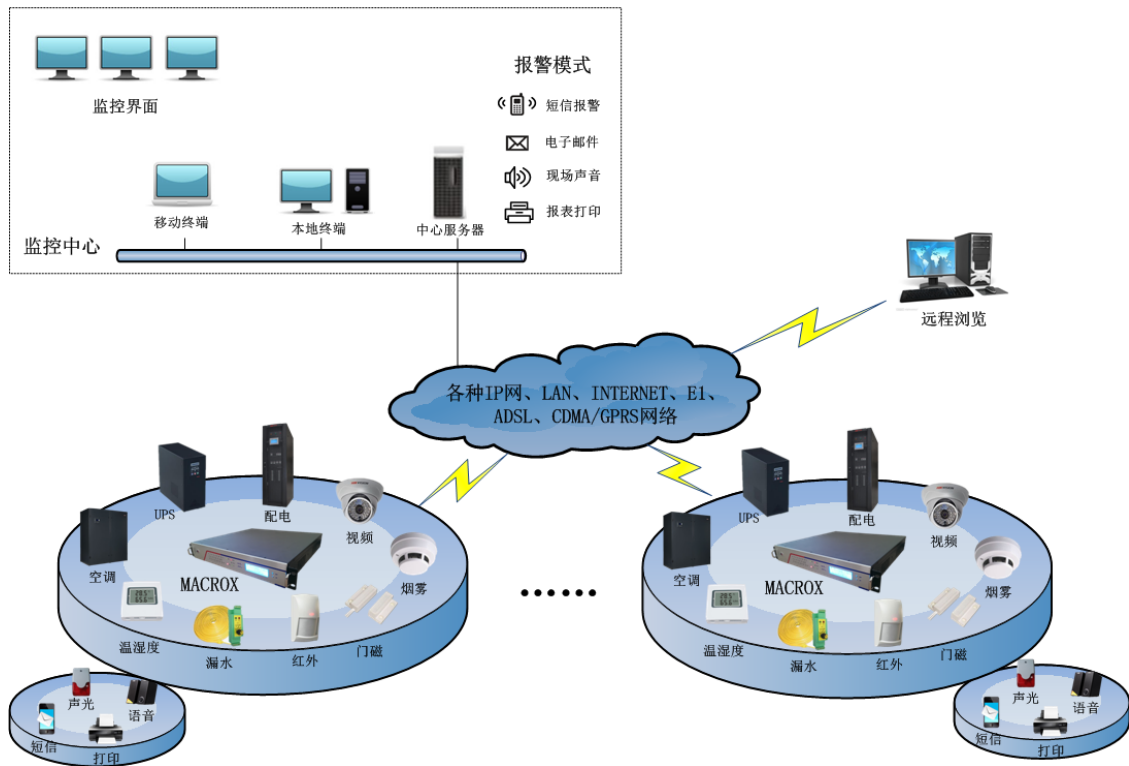 监控界面
报警模式
短信报警
电子邮件
现场声音
报表打印
移动终端
本地终端
中心服务器
监控中心
远程浏览
各种IP网、LAN、INTERNET、E1、
ADSL、CDMA/GPRS网络
UPS
配电
视频
空调
MACROX
烟雾
温湿度
漏水
红外
门磁
声光
语音
短信
打印
······
UPS
配电
视频
空调
MACROX
烟雾
温湿度
漏水
红外
门磁
声光
语音
短信
打印